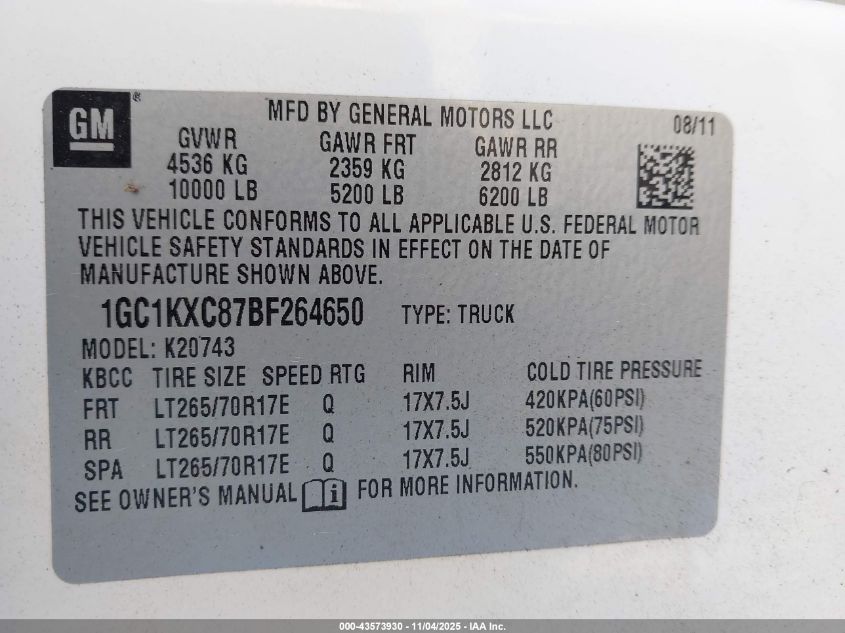 GM
MFD BY GENERAL MOTORS LLC
08/11
GVWR GAWR FRT GAWR RR
4536 KG 2359 KG 2812 KG
10000 LB 5200 LB 6200 LB
THIS VEHICLE CONFORMS TO ALL APPLICABLE U.S. FEDERAL MOTOR
VEHICLE SAFETY STANDARDS IN EFFECT ON THE DATE OF
MANUFACTURE SHOWN ABOVE.
1GC1KXC87BF264650 TYPE: TRUCK
MODEL: K20743
KBCC TIRE SIZE SPEED RTG RIM COLD TIRE PRESSURE
FRT LT265/70R17E Q 17X7.5J 420KPA(60PSI)
RR LT265/70R17E Q 17X7.5J 520KPA(75PSI)
SPA LT265/70R17E Q 17X7.5J 550KPA(80PSI)
SEE OWNER'S MANUAL i FOR MORE INFORMATION.
000-43573930 - 11/04/2025 - IAA Inc.